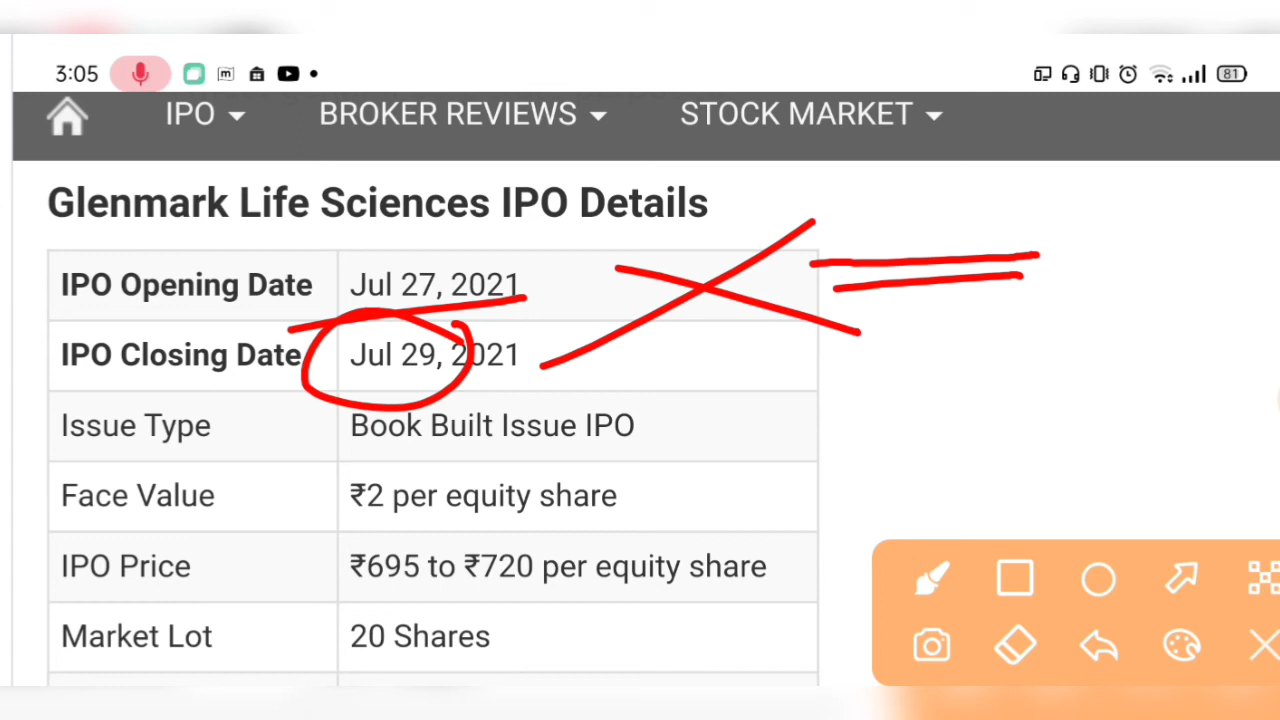 3:05
81
IPO BROKER REVIEWS STOCK MARKET
Glenmark Life Sciences IPO Details
IPO Opening Date Jul 27, 2021
IPO Closing Date Jul 29, 2021
Issue Type Book Built Issue IPO
Face Value ₹2 per equity share
IPO Price ₹695 to ₹720 per equity share
Market Lot 20 Shares